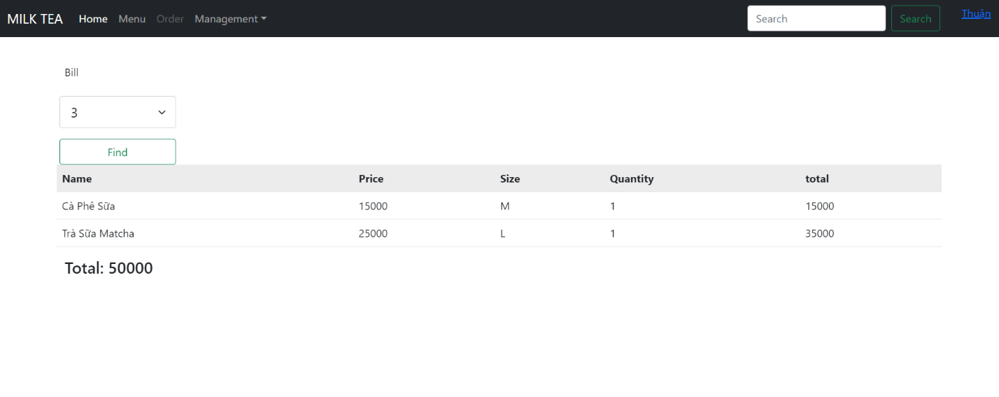 MILK TEA Home Menu Order Management Search Search Thuận
Bill
3
Find
Name Price Size Quantity total
Cà Phê Sữa 15000 M 1 15000
Trà Sữa Matcha 25000 L 1 35000
Total: 50000